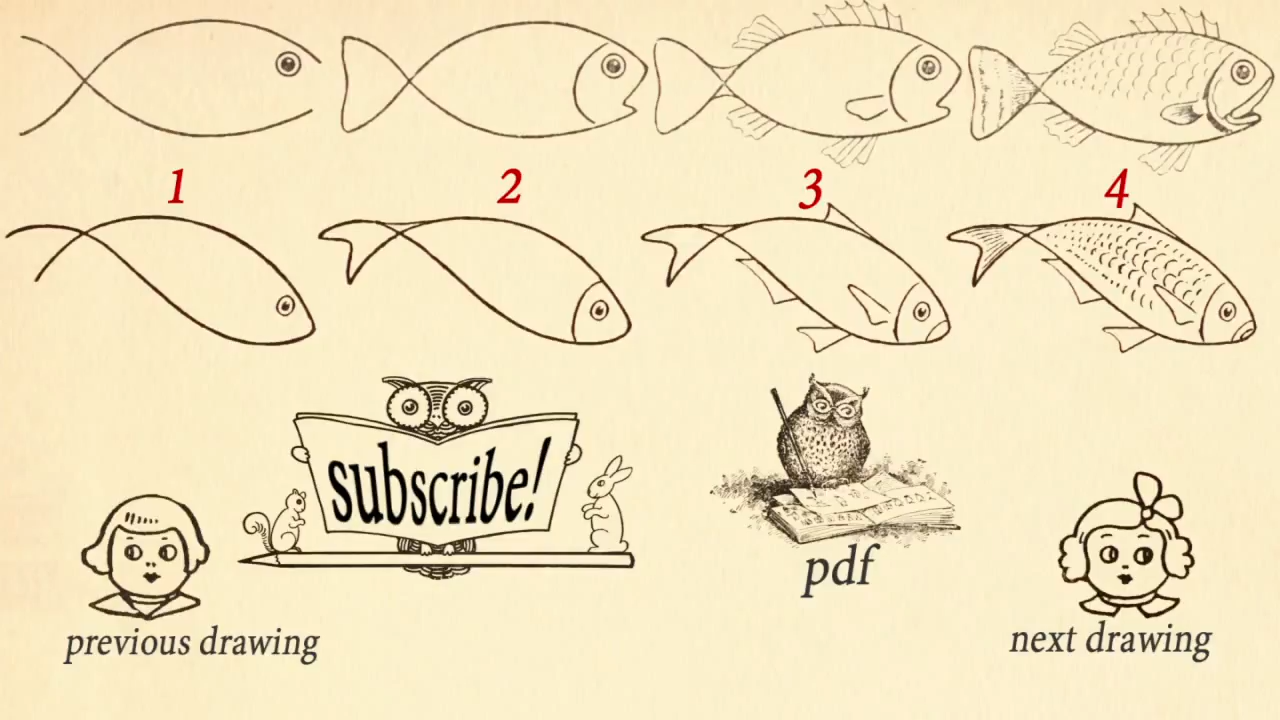 1
2
3
4
subscribe!
pdf
previous drawing
next drawing